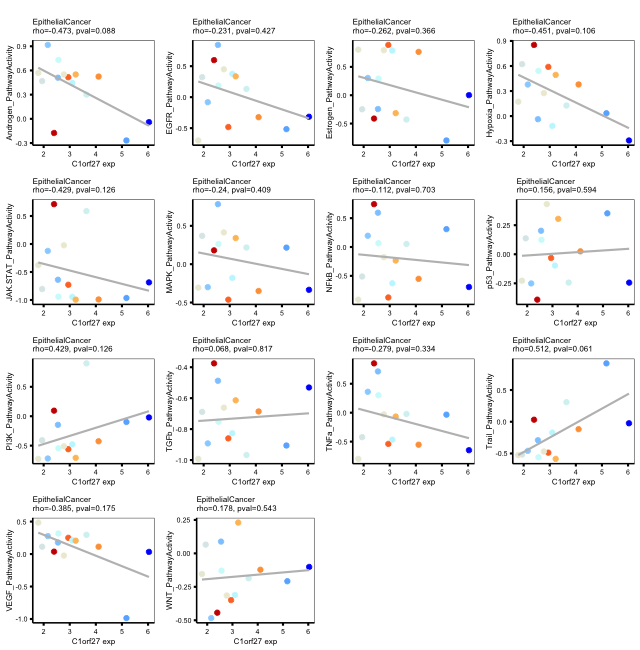 EpithelialCancer
rho=-0.473, pval=0.088
Androgen_PathwayActivity
0.9
0.6
0.3
0.0
-0.3
2 3 4 5 6
C1orf27 exp
EpithelialCancer
rho=-0.231, pval=0.427
EGFR_PathwayActivity
0.5
0.0
-0.5
2 3 4 5 6
C1orf27 exp
EpithelialCancer
rho=-0.262, pval=0.366
Estrogen_PathwayActivity
0.5
0.0
-0.5
2 3 4 5 6
C1orf27 exp
EpithelialCancer
rho=-0.451, pval=0.106
Hypoxia_PathwayActivity
0.9
0.6
0.3
0.0
-0.3
2 3 4 5 6
C1orf27 exp
EpithelialCancer
rho=-0.429, pval=0.126
JAK-STAT_PathwayActivity
0.5
0.0
-0.5
-1.0
2 3 4 5 6
C1orf27 exp
EpithelialCancer
rho=-0.24, pval=0.409
MAPK_PathwayActivity
0.5
0.0
-0.5
2 3 4 5 6
C1orf27 exp
EpithelialCancer
rho=-0.112, pval=0.703
NFkB_PathwayActivity
0.5
0.0
-0.5
2 3 4 5 6
C1orf27 exp
EpithelialCancer
rho=0.156, pval=0.594
p53_PathwayActivity
0.25
0.00
-0.25
2 3 4 5 6
C1orf27 exp
EpithelialCancer
rho=0.429, pval=0.126
PI3K_PathwayActivity
0.5
0.0
-0.5
2 3 4 5 6
C1orf27 exp
EpithelialCancer
rho=0.068, pval=0.817
TGFb_PathwayActivity
-0.4
-0.6
-0.8
-1.0
2 3 4 5 6
C1orf27 exp
EpithelialCancer
rho=-0.279, pval=0.334
TNFa_PathwayActivity
0.5
0.0
-0.5
2 3 4 5 6
C1orf27 exp
EpithelialCancer
rho=0.512, pval=0.061
Trail_PathwayActivity
0.5
0.0
-0.5
2 3 4 5 6
C1orf27 exp
EpithelialCancer
rho=-0.385, pval=0.175
VEGF_PathwayActivity
0.5
0.0
-0.5
-1.0
2 3 4 5 6
C1orf27 exp
EpithelialCancer
rho=0.178, pval=0.543
WNT_PathwayActivity
0.25
0.00
-0.25
-0.50
2 3 4 5 6
C1orf27 exp